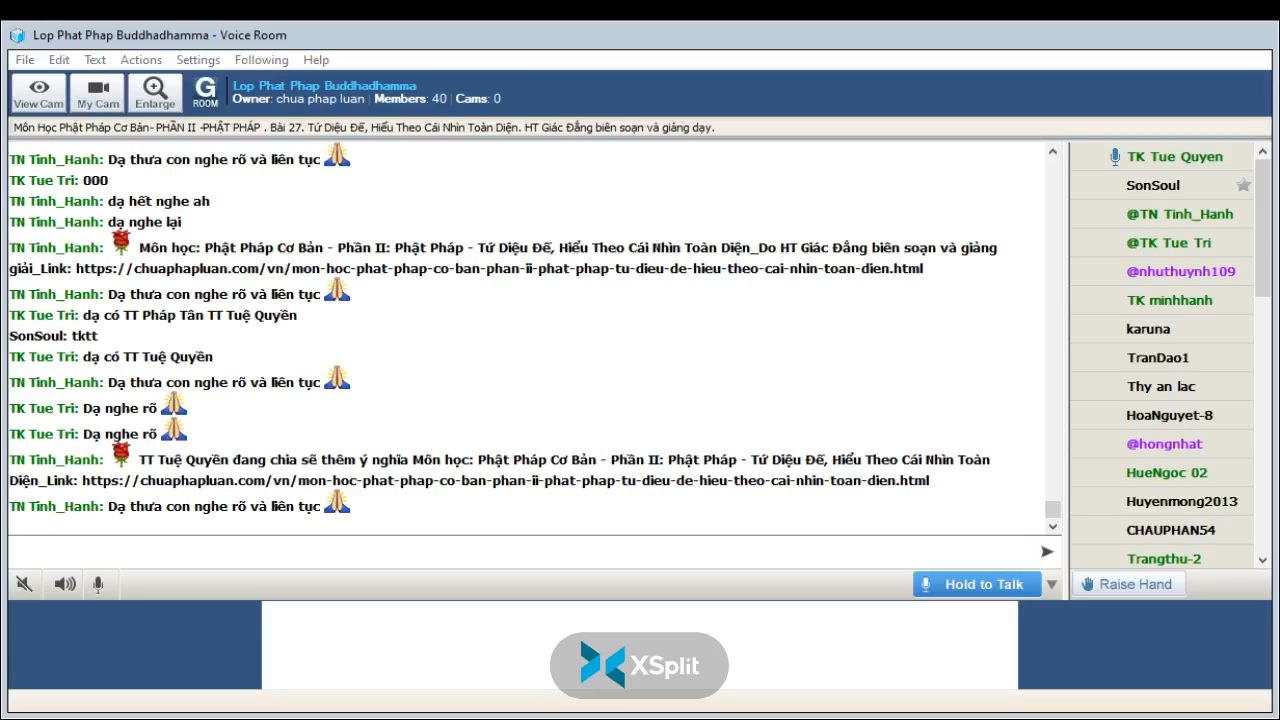 Lop Phat Phap Buddhadhamma - Voice Room
File Edit Text Actions Settings Following Help
View Cam My Cam Enlarge G ROOM
Lop Phat Phap Buddhadhamma
Owner: chua phap luan | Members: 40 | Cams: 0
Môn Học Phật Pháp Cơ Bản- PHẦN II -PHẬT PHÁP . Bài 27. Tứ Diệu Đế, Hiểu Theo Cái Nhìn Toàn Diện. HT Giác Đẳng biên soạn và giảng dạy.
TN Tinh_Hanh: Dạ thưa con nghe rõ và liên tục
TK Tue Tri: 000
TN Tinh_Hanh: dạ hết nghe ah
TN Tinh_Hanh: dạ nghe lại
TN Tinh_Hanh: Môn học: Phật Pháp Cơ Bản - Phần II: Phật Pháp - Tứ Diệu Đế, Hiểu Theo Cái Nhìn Toàn Diện_Do HT Giác Đẳng biên soạn và giảng
giải_Link: https://chuaphapluan.com/vn/mon-hoc-phat-phap-co-ban-phan-ii-phat-phap-tu-dieu-de-hieu-theo-cai-nhin-toan-dien.html
TN Tinh_Hanh: Dạ thưa con nghe rõ và liên tục
TK Tue Tri: dạ có TT Pháp Tân TT Tuệ Quyền
SonSoul: tktt
TK Tue Tri: dạ có TT Tuệ Quyền
TN Tinh_Hanh: Dạ thưa con nghe rõ và liên tục
TK Tue Tri: Dạ nghe rõ
TK Tue Tri: Dạ nghe rõ
TN Tinh_Hanh: TT Tuệ Quyền đang chia sẽ thêm ý nghĩa Môn học: Phật Pháp Cơ Bản - Phần II: Phật Pháp - Tứ Diệu Đế, Hiểu Theo Cái Nhìn Toàn
Diện_Link: https://chuaphapluan.com/vn/mon-hoc-phat-phap-co-ban-phan-ii-phat-phap-tu-dieu-de-hieu-theo-cai-nhin-toan-dien.html
TN Tinh_Hanh: Dạ thưa con nghe rõ và liên tục
TK Tue Quyen
SonSoul
@TN Tinh_Hanh
@TK Tue Tri
@nhuthuynh109
TK minhhanh
karuna
TranDao1
Thy an lac
HoaNguyet-8
@hongnhat
HueNgoc 02
Huyenmong2013
CHAUPHAN54
Trangthu-2
Hold to Talk
Raise Hand
XSplit